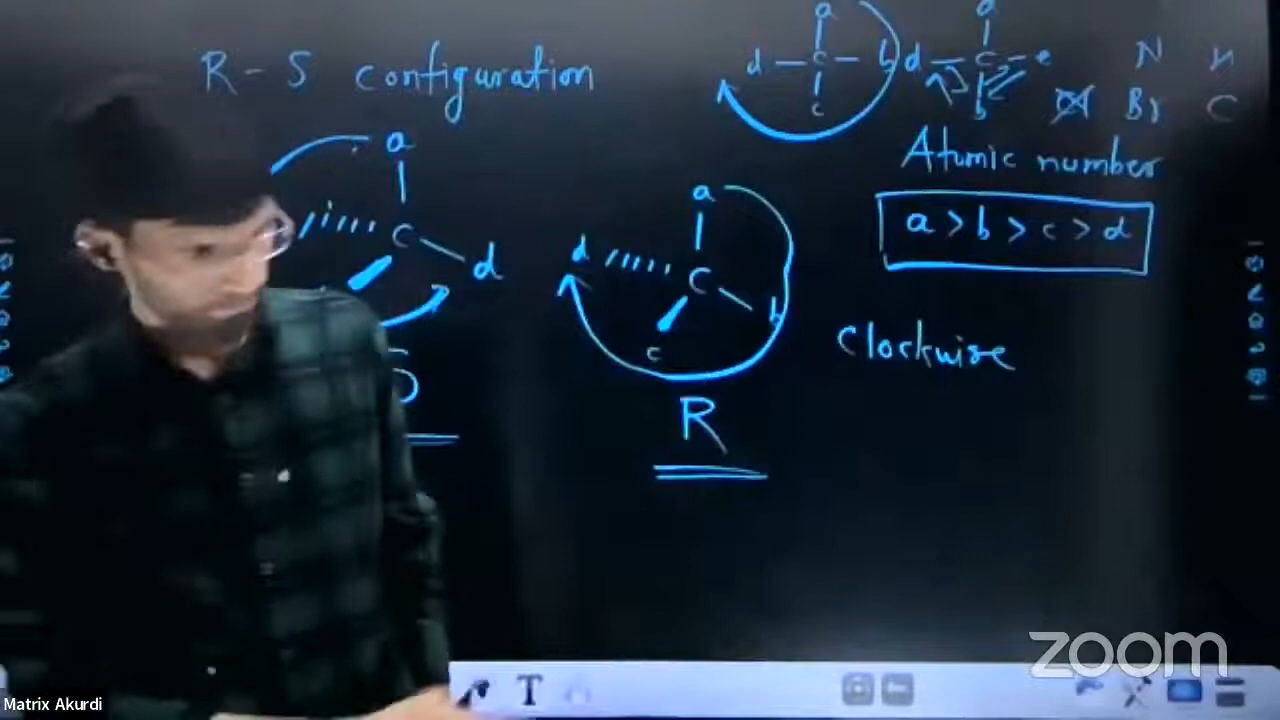 R - S configuration
a
d - C - b
c
a
d - C - e
b
N
Br C
Atomic number
a > b > c > d
a
C
d
a
d C b
c
Clockwise
R
T
zoom
Matrix Akurdi